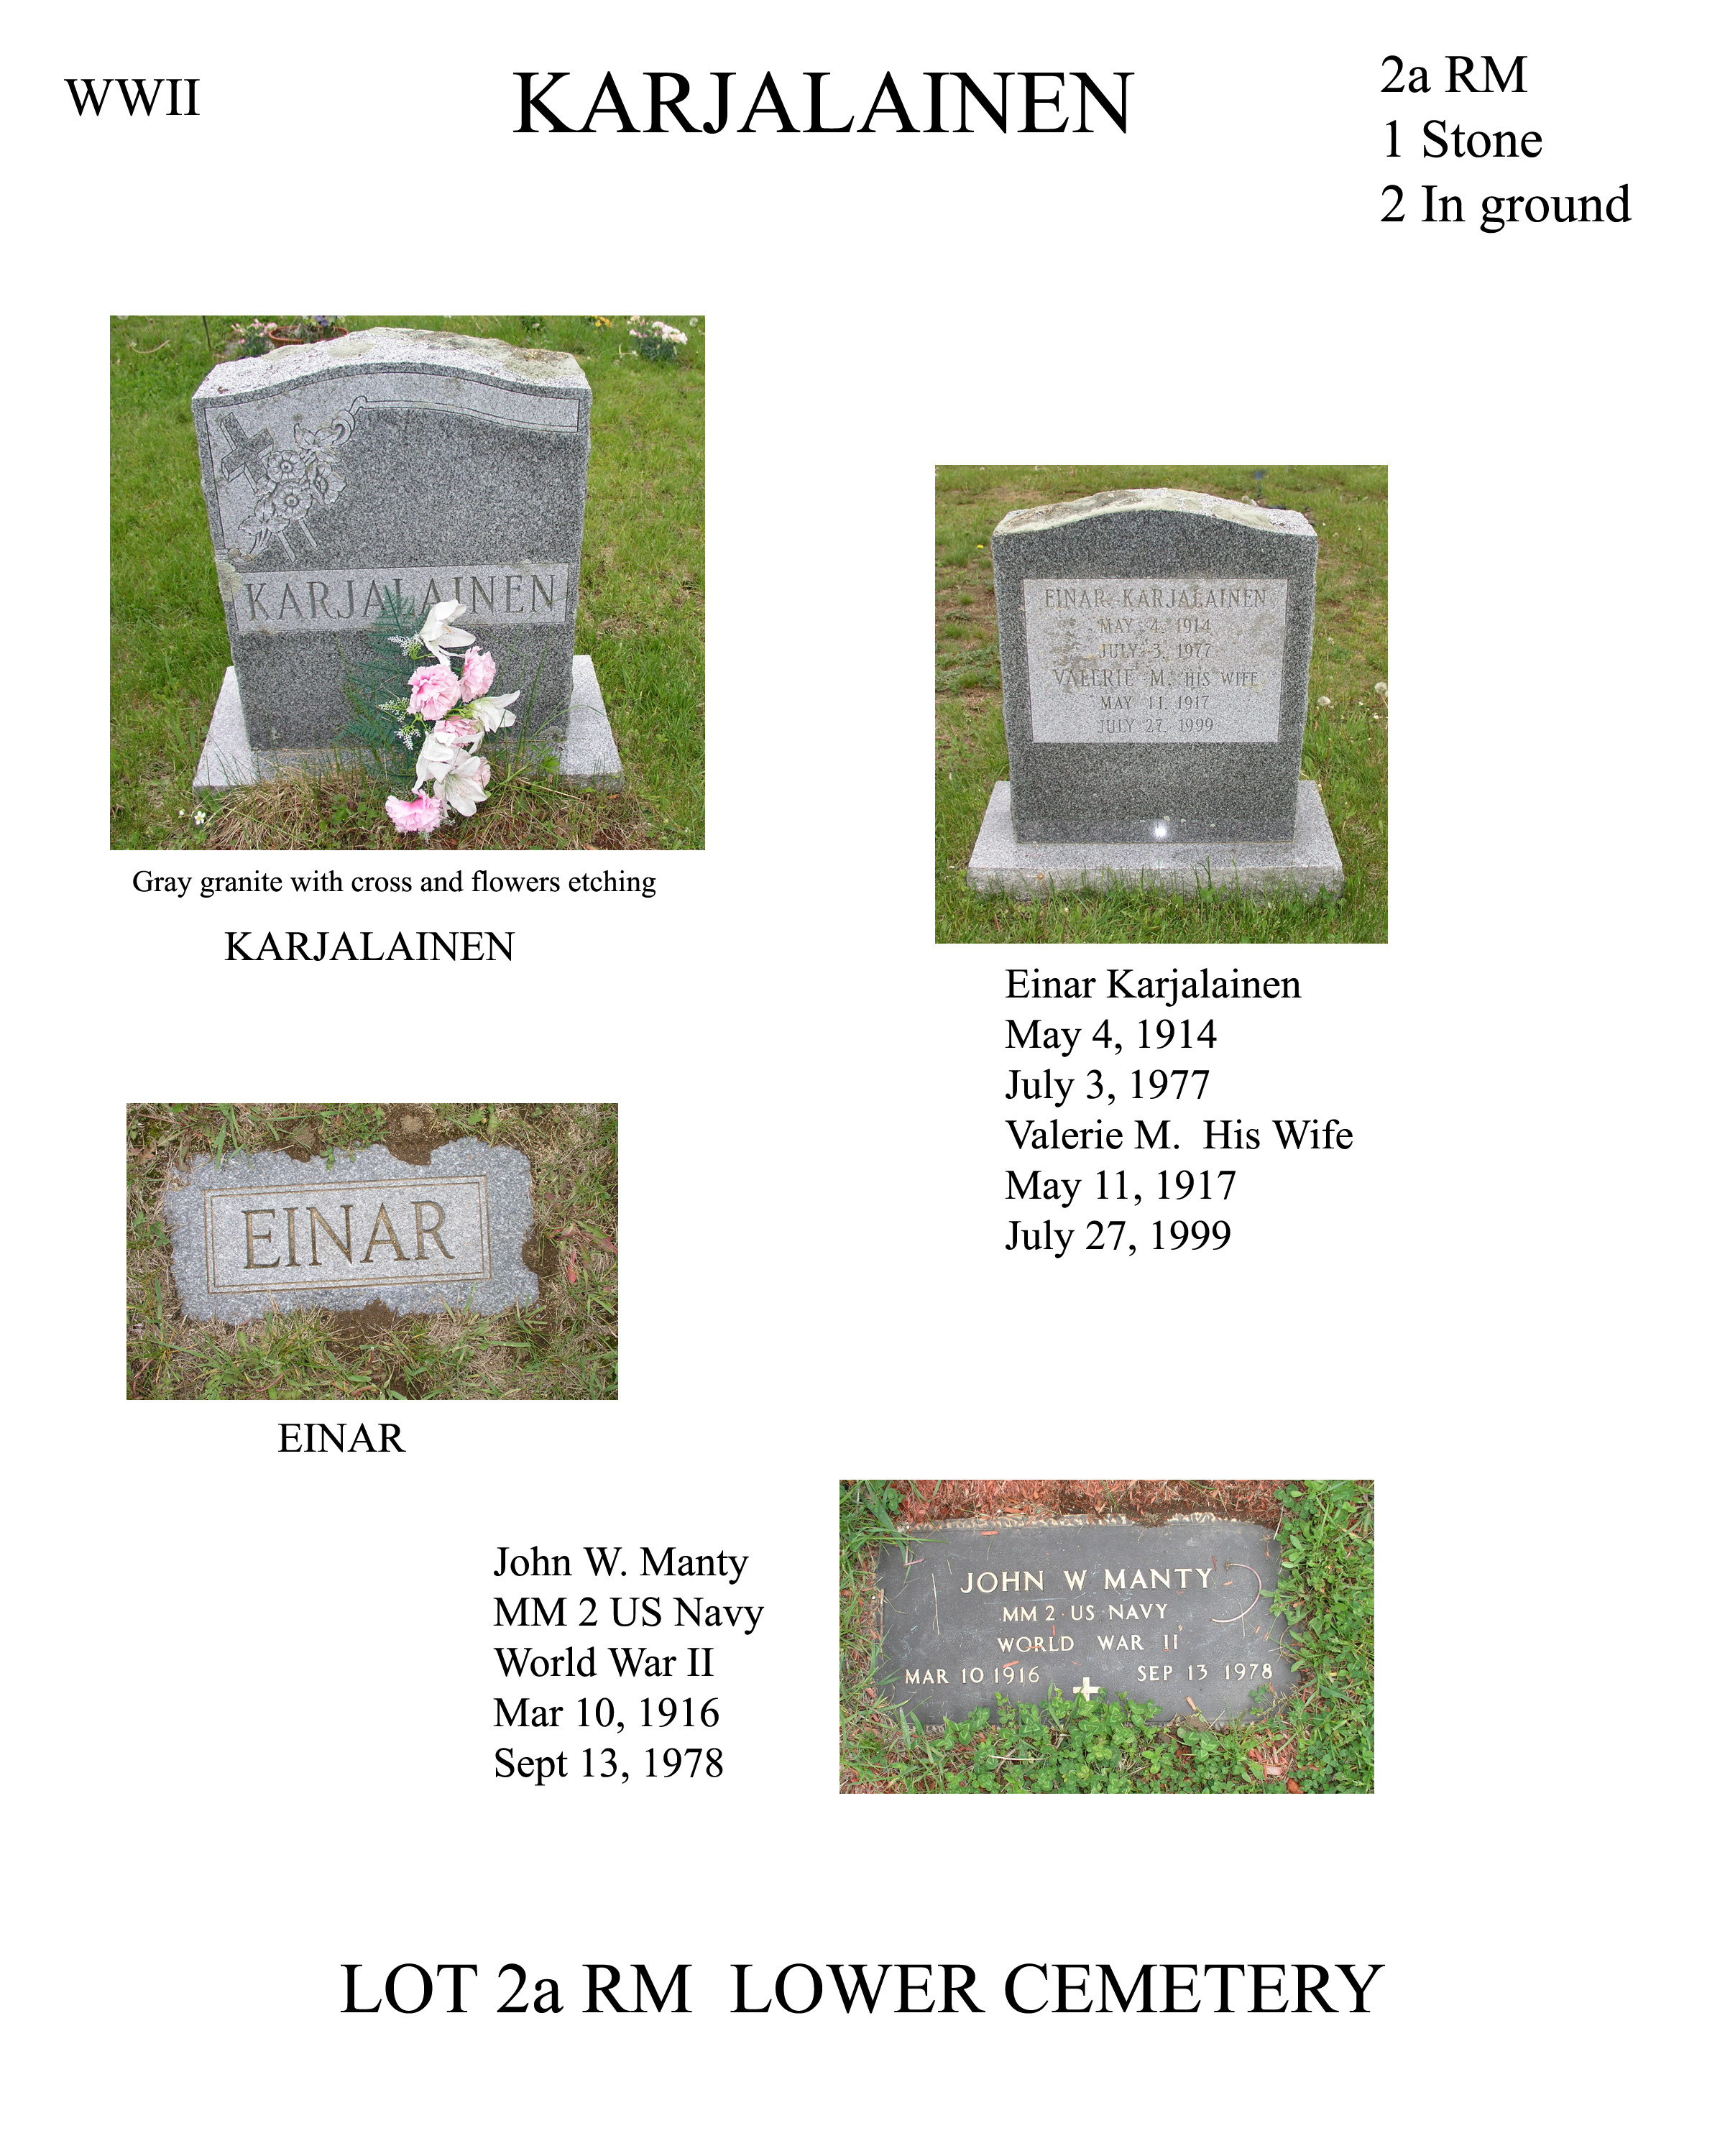 WWII
KARJALAINEN
2a RM
1 Stone
2 In ground
KARJALAINEN
Gray granite with cross and flowers etching
KARJALAINEN
EINAR KARJALAINEN
MAY 4, 1914
JULY 3, 1977
VALERIE M. HIS WIFE
MAY 11, 1917
JULY 27, 1999
Einar Karjalainen
May 4, 1914
July 3, 1977
Valerie M. His Wife
May 11, 1917
July 27, 1999
EINAR
EINAR
John W. Manty
MM 2 US Navy
World War II
Mar 10, 1916
Sept 13, 1978
JOHN W MANTY
MM 2 US NAVY
WORLD WAR II
MAR 10 1916 SEP 13 1978
LOT 2a RM LOWER CEMETERY